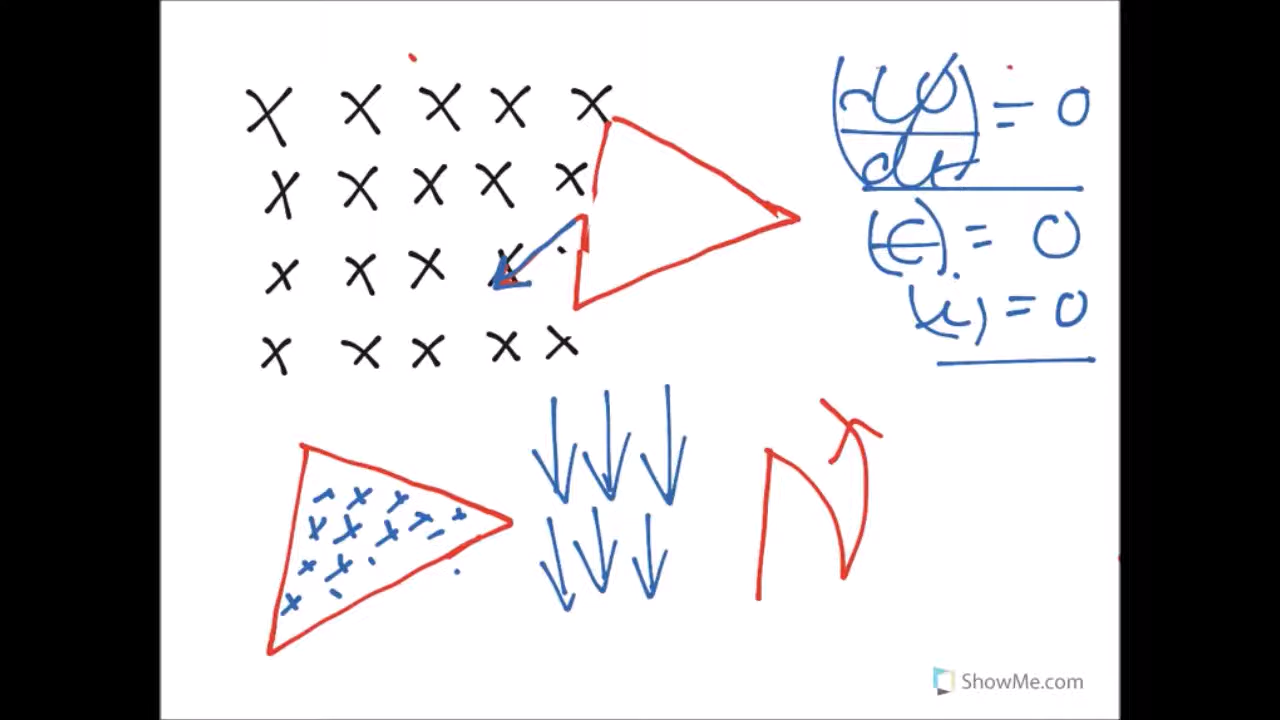 X X X X X
(dφ/dt) = 0
X X X X X
(E) = 0
X X X X
(i) = 0
X X X X X
N
ShowMe.com